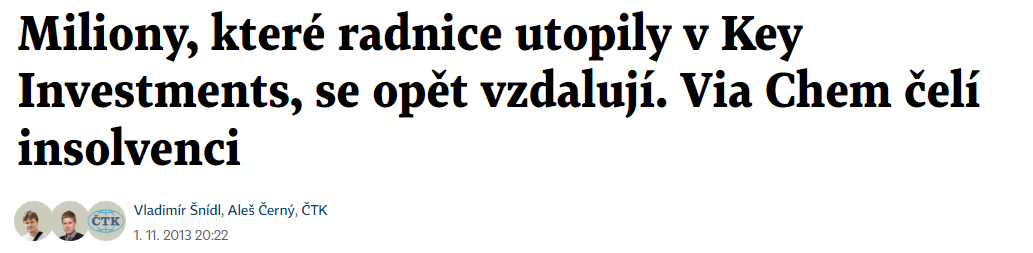 Miliony, které radnice utopily v Key
Investments, se opět vzdalují. Via Chem čelí
insolvenci
ČTK
Vladimír Šnídl, Aleš Černý, ČTK
1. 11. 2013 20:22